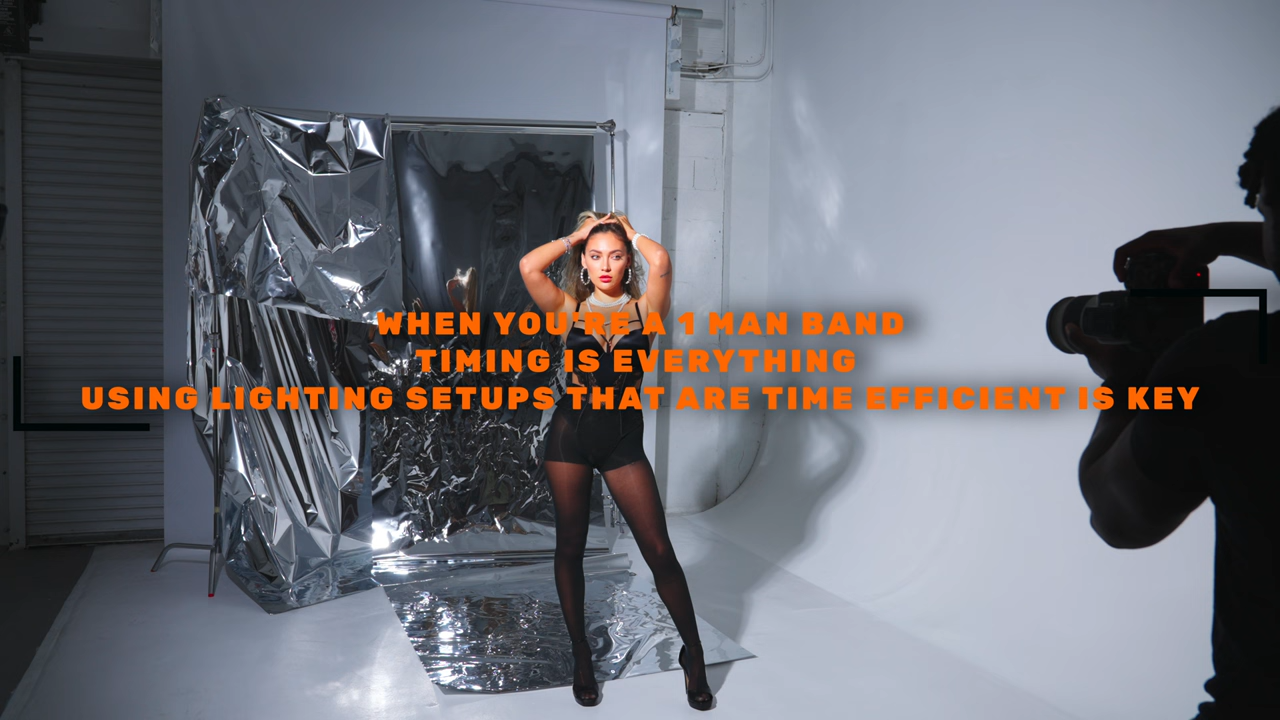 WHEN YOU'RE A 1 MAN BAND
TIMING IS EVERYTHING
USING LIGHTING SETUPS THAT ARE TIME EFFICIENT IS KEY